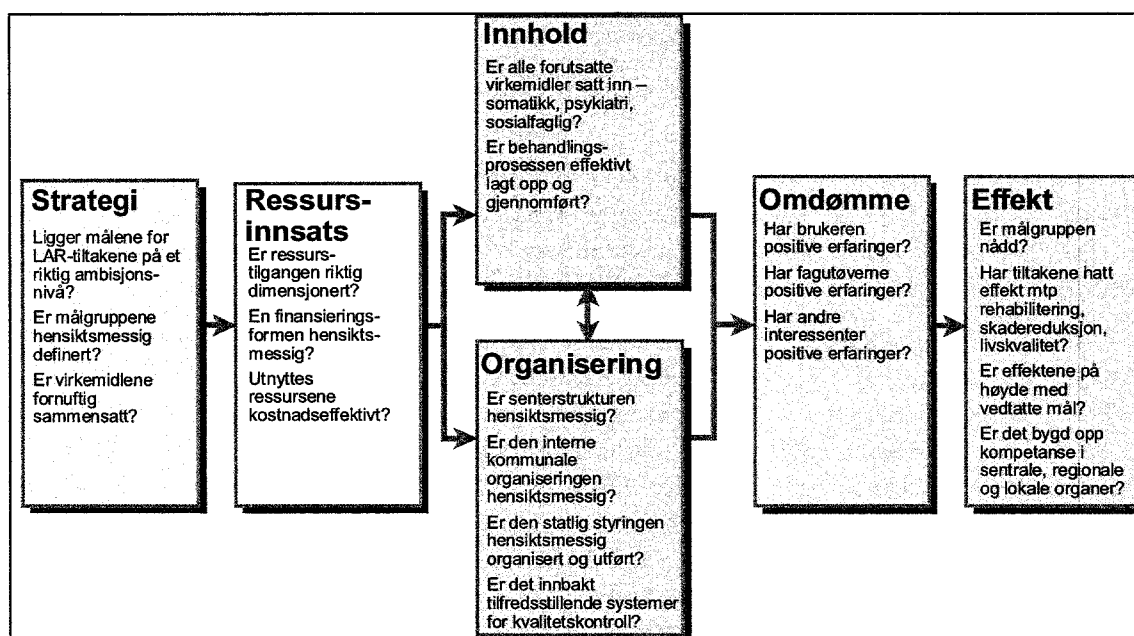 Strategi
Ligger målene for
LAR-tiltakene på et
riktig ambisjons-
nivå?
Er målgruppene
hensiktsmessig
definert?
Er virkemidlene
fornuftig
sammensatt?
Ressurs-
innsats
Er ressurs-
tilgangen riktig
dimensjonert?
En finansierings-
formen hensikts-
messig?
Utnyttes
ressursene
kostnadseffektivt?
Innhold
Er alle forutsatte
virkemidler satt inn –
somatikk, psykiatri,
sosialfaglig?
Er behandlings-
prosessen effektivt
lagt opp og
gjennomført?
Organisering
Er senterstrukturen
hensiktsmessig?
Er den interne
kommunale
organiseringen
hensiktsmessig?
Er den statlig styringen
hensiktsmessig
organisert og utført?
Er det innbakt
tilfredsstillende systemer
for kvalitetskontroll?
Omdømme
Har brukeren
positive erfaringer?
Har fagutøverne
positive erfaringer?
Har andre
interessenter
positive erfaringer?
Effekt
Er målgruppen
nådd?
Har tiltakene hatt
effekt mtp
rehabilitering,
skadereduksjon,
livskvalitet?
Er effektene på
høyde med
vedtatte mål?
Er det bygd opp
kompetanse i
sentrale, regionale
og lokale organer?